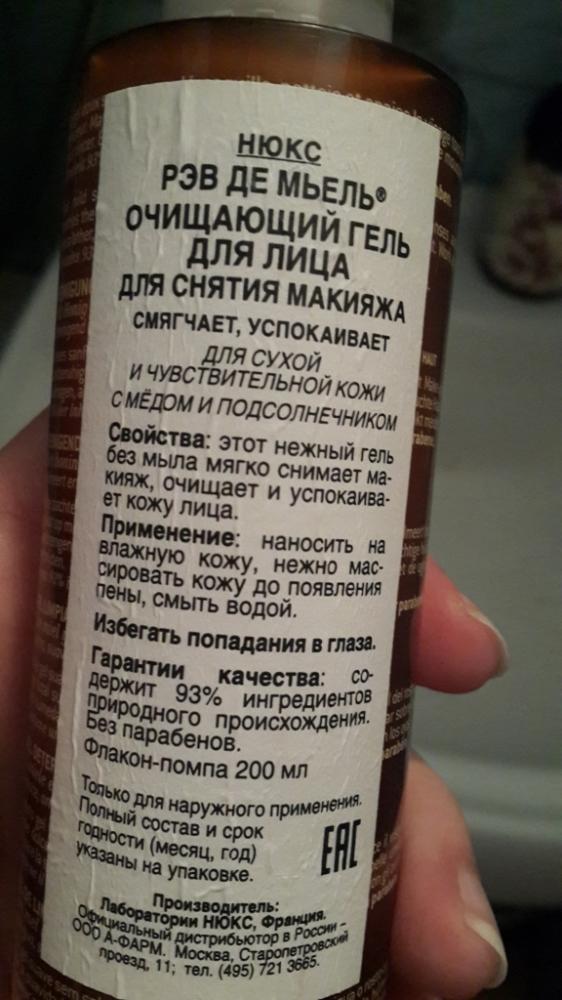 НЮКС
РЭВ ДЕ МЬЕЛЬ®
ОЧИЩАЮЩИЙ ГЕЛЬ
ДЛЯ ЛИЦА
ДЛЯ СНЯТИЯ МАКИЯЖА
СМЯГЧАЕТ, УСПОКАИВАЕТ
ДЛЯ СУХОЙ
И ЧУВСТВИТЕЛЬНОЙ КОЖИ
С МЁДОМ И ПОДСОЛНЕЧНИКОМ
Свойства: этот нежный гель
без мыла мягко снимает ма-
кияж, очищает и успокаива-
ет кожу лица.
Применение: наносить на
влажную кожу, нежно мас-
сировать кожу до появления
пены, смыть водой.
Избегать попадания в глаза.
Гарантии качества: со-
держит 93% ингредиентов
природного происхождения.
Без парабенов.
Флакон-помпа 200 мл
Только для наружного применения.
Полный состав и срок
годности (месяц, год)
указаны на упаковке.
EAC
Производитель:
Лаборатории НЮКС, Франция.
Официальный дистрибьютор в России –
ООО А-ФАРМ. Москва, Старопетровский
проезд, 11; тел. (495) 721 3665.